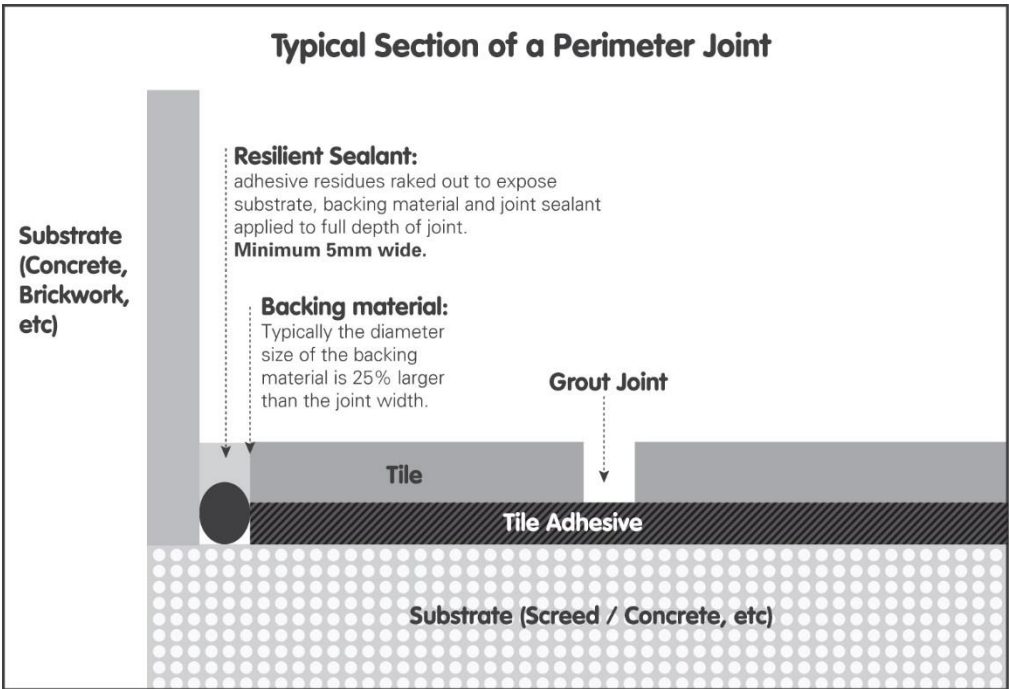 Typical Section of a Perimeter Joint
Resilient Sealant:
adhesive residues raked out to expose
substrate, backing material and joint sealant
applied to full depth of joint.
Minimum 5mm wide.
Substrate
(Concrete,
Brickwork,
etc)
Backing material:
Typically the diameter
size of the backing
material is 25% larger
than the joint width.
Grout Joint
Tile
Tile Adhesive
Substrate (Screed / Concrete, etc)